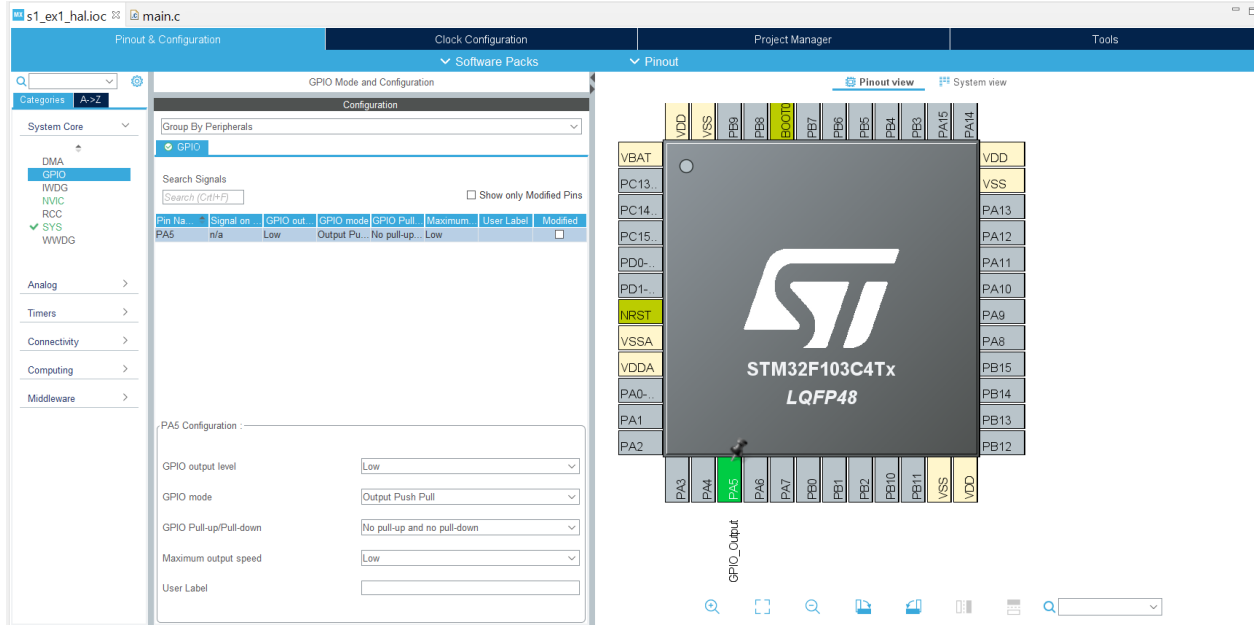 MX s1_ex1_hal.ioc
main.c
Pinout & Configuration
Clock Configuration
Project Manager
Tools
Software Packs
Pinout
Categories
A->Z
System Core
DMA
GPIO
IWDG
NVIC
RCC
SYS
WWDG
Analog
Timers
Connectivity
Computing
Middleware
GPIO Mode and Configuration
Configuration
Group By Peripherals
GPIO
Search Signals
Search (Crtl+F)
Show only Modified Pins
Pin Na... Signal on ... GPIO out... GPIO mode GPIO Pull... Maximum... User Label Modified
PA5 n/a Low Output Pu... No pull-up... Low
PA5 Configuration :
GPIO output level Low
GPIO mode Output Push Pull
GPIO Pull-up/Pull-down No pull-up and no pull-down
Maximum output speed Low
User Label
Pinout view
System view
VDD VSS PB9 PB8 BOOT0 PB7 PB6 PB5 PB4 PB3 PA15 PA14
VBAT
PC13..
PC14..
PC15..
PD0-..
PD1-..
NRST
VSSA
VDDA
PA0-..
PA1
PA2
ST
STM32F103C4Tx
LQFP48
VDD
VSS
PA13
PA12
PA11
PA10
PA9
PA8
PB15
PB14
PB13
PB12
PA3 PA4 PA5 PA6 PA7 PB0 PB1 PB2 PB10 PB11 VSS VDD
GPIO_Output